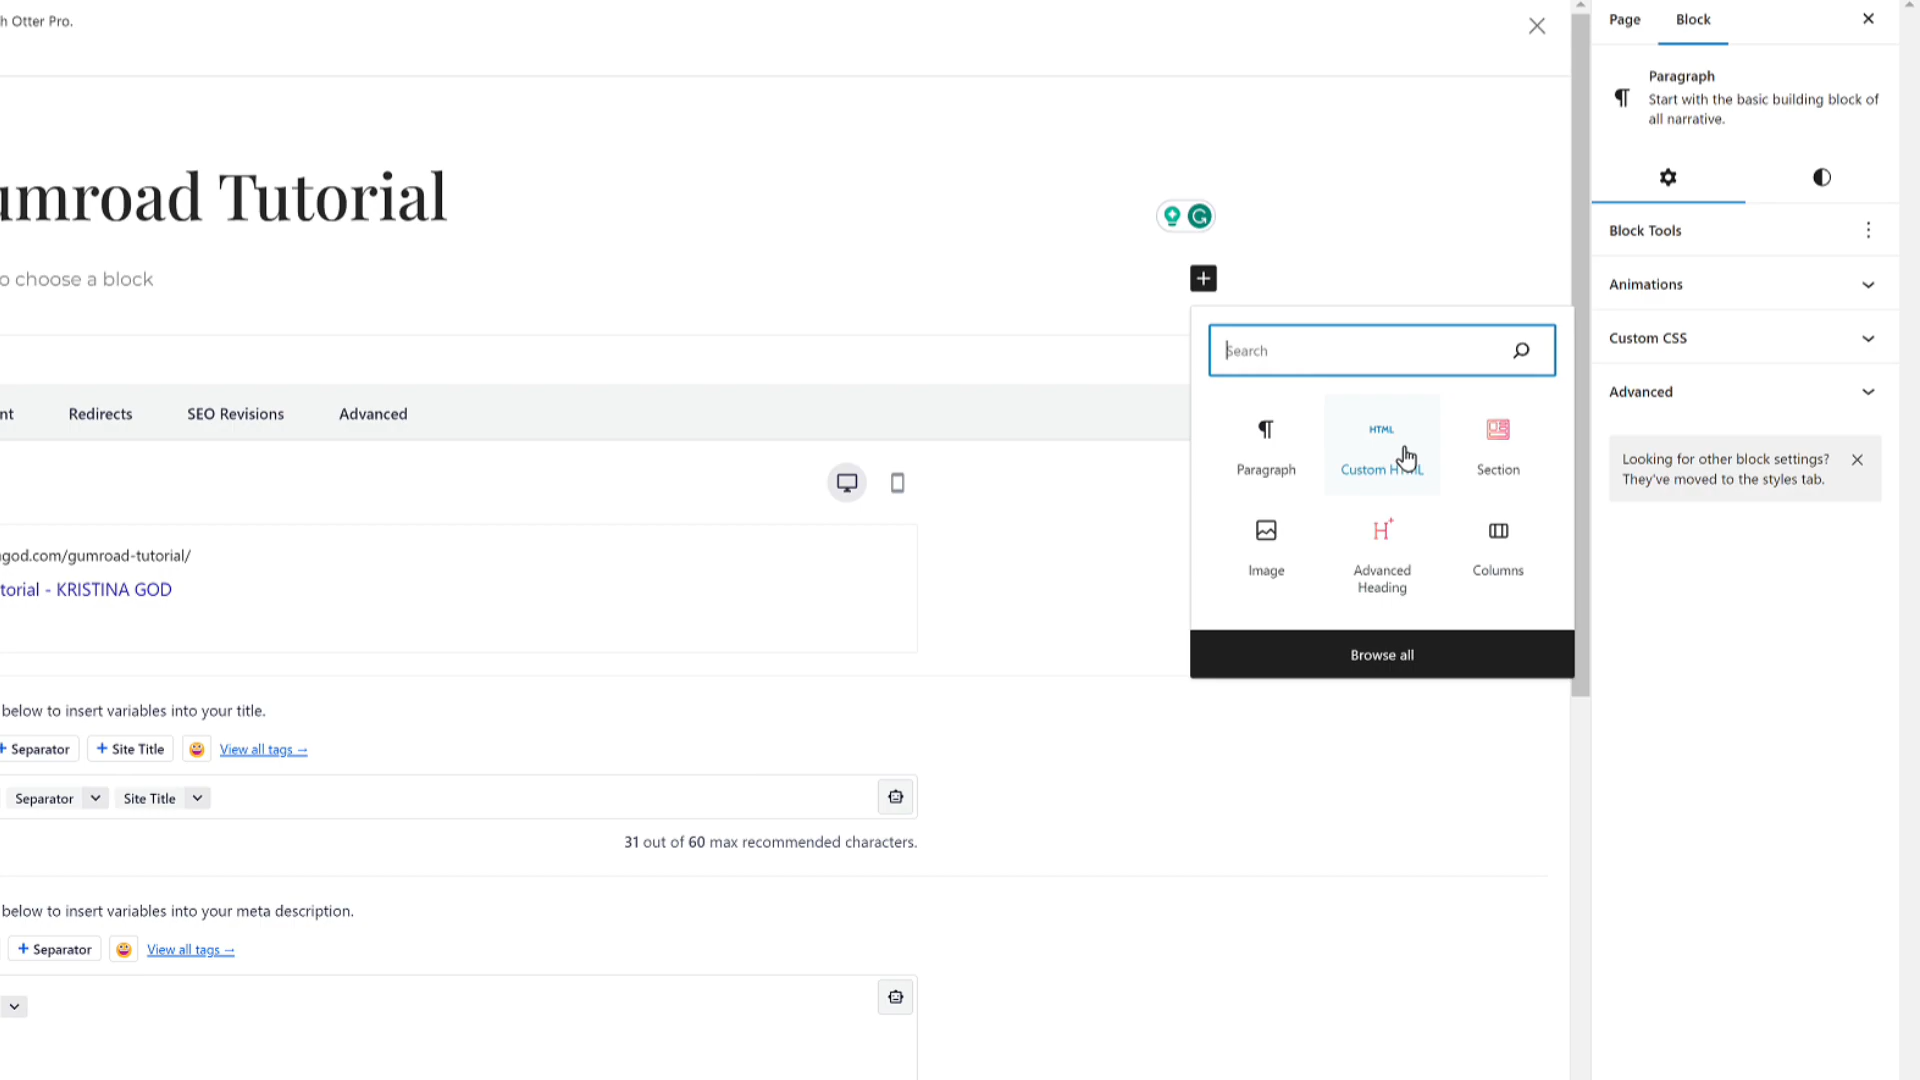 h Otter Pro.
Page
Block
Paragraph
Start with the basic building block of
all narrative.
umroad Tutorial
o choose a block
Block Tools
Animations
Custom CSS
Advanced
Looking for other block settings?
They've moved to the styles tab.
Search
Paragraph
HTML
Custom HTML
Section
Image
Advanced
Heading
Columns
Browse all
nt
Redirects
SEO Revisions
Advanced
god.com/gumroad-tutorial/
torial - KRISTINA GOD
below to insert variables into your title.
+ Separator
+ Site Title
View all tags →
Separator
Site Title
31 out of 60 max recommended characters.
below to insert variables into your meta description.
+ Separator
View all tags →